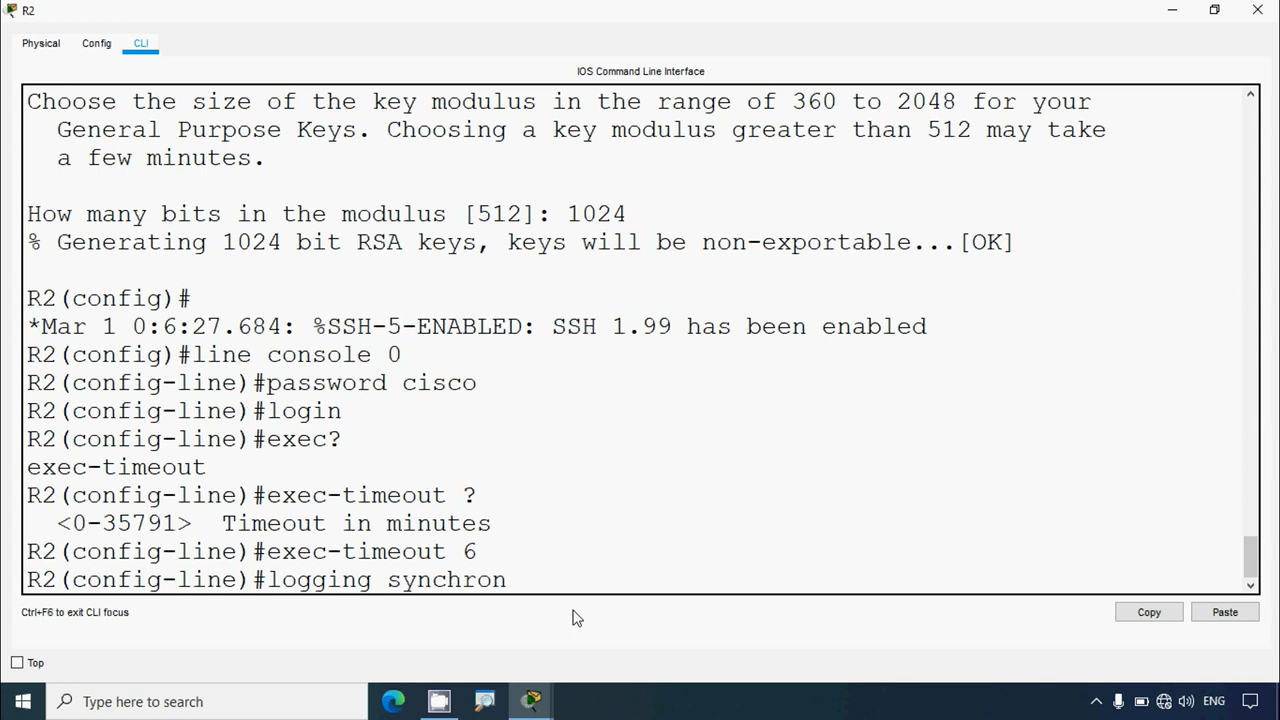 R2
Physical Config CLI
IOS Command Line Interface
Choose the size of the key modulus in the range of 360 to 2048 for your
  General Purpose Keys. Choosing a key modulus greater than 512 may take
  a few minutes.
How many bits in the modulus [512]: 1024
% Generating 1024 bit RSA keys, keys will be non-exportable...[OK]
R2(config)#
*Mar 1 0:6:27.684: %SSH-5-ENABLED: SSH 1.99 has been enabled
R2(config)#line console 0
R2(config-line)#password cisco
R2(config-line)#login
R2(config-line)#exec?
exec-timeout
R2(config-line)#exec-timeout ?
  <0-35791>  Timeout in minutes
R2(config-line)#exec-timeout 6
R2(config-line)#logging synchron
Ctrl+F6 to exit CLI focus
Copy Paste
Top
Type here to search
ENG